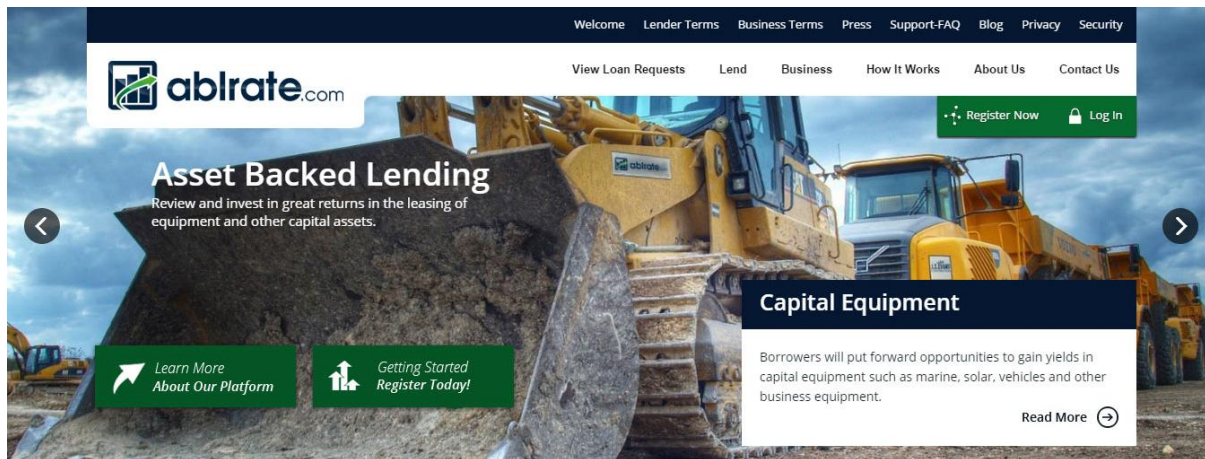 Welcome Lender Terms Business Terms Press Support-FAQ Blog Privacy Security
ablrate.com
View Loan Requests Lend Business How It Works About Us Contact Us
Register Now Log In
Asset Backed Lending
Review and invest in great returns in the leasing of
equipment and other capital assets.
ablrate
Capital Equipment
Borrowers will put forward opportunities to gain yields in
capital equipment such as marine, solar, vehicles and other
business equipment.
Read More
Learn More
About Our Platform
Getting Started
Register Today!